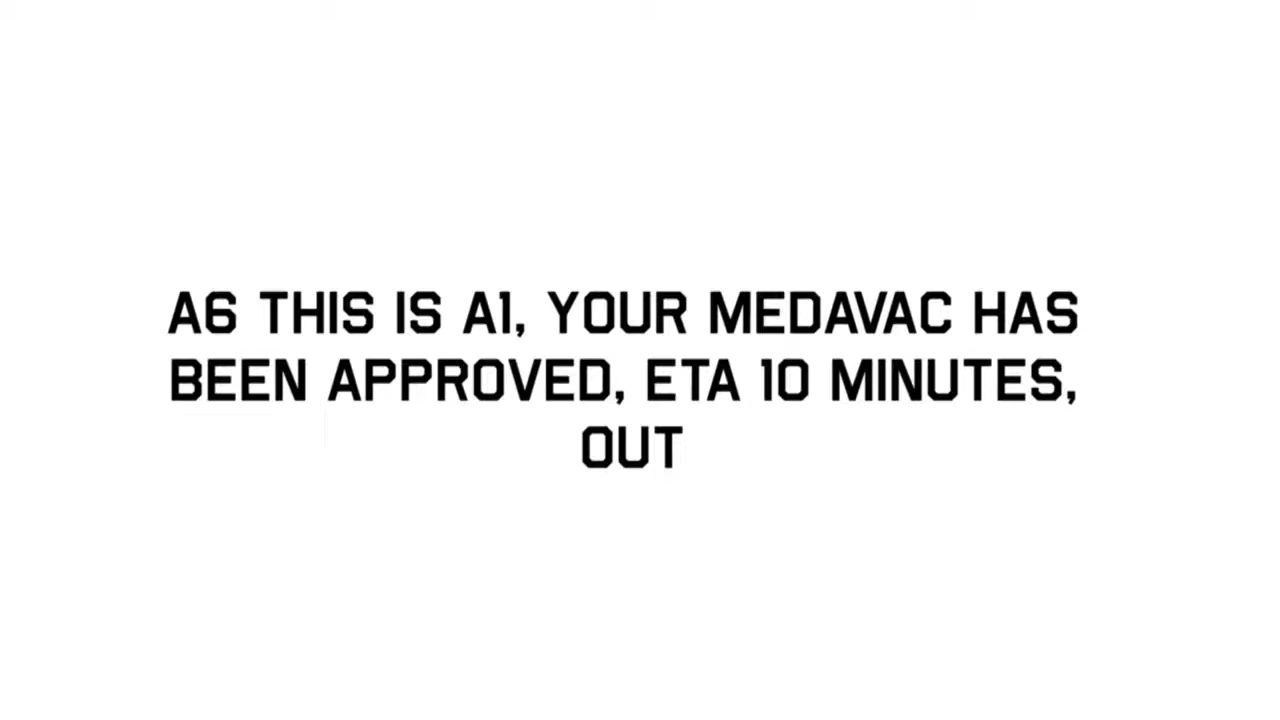 A6 THIS IS A1, YOUR MEDAVAC HAS
BEEN APPROVED, ETA 10 MINUTES,
OUT